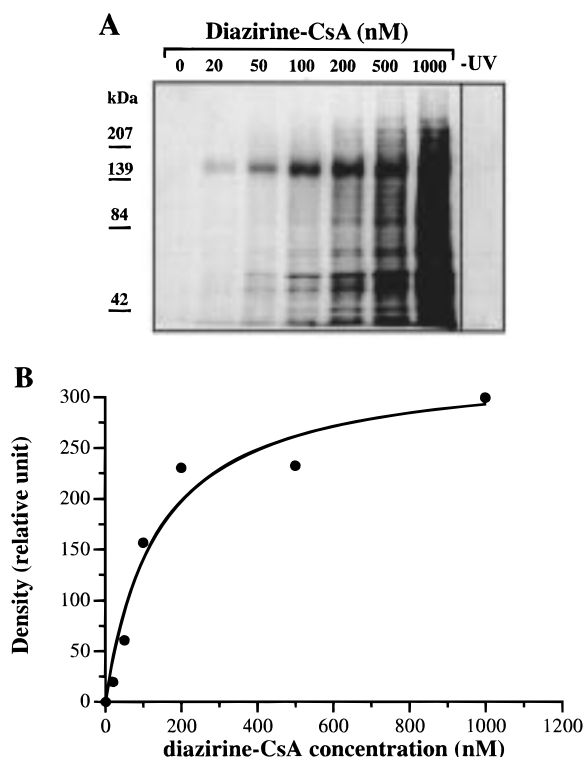 A
Diazirine-CsA (nM)
0 20 50 100 200 500 1000 -UV
kDa
207
139
84
42
B
300
250
200
150
100
50
0
Density (relative unit)
0 200 400 600 800 1000 1200
diazirine-CsA concentration (nM)